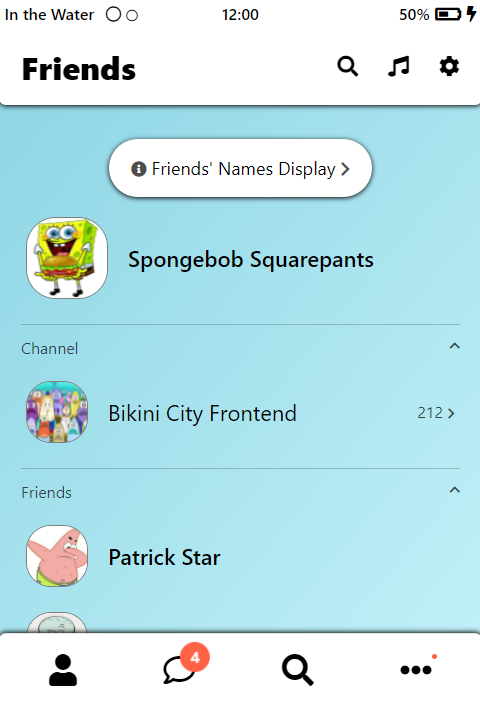 In the Water 12:00 50%
Friends
Friends' Names Display
Spongebob Squarepants
Channel
Bikini City Frontend 212
Friends
Patrick Star
4